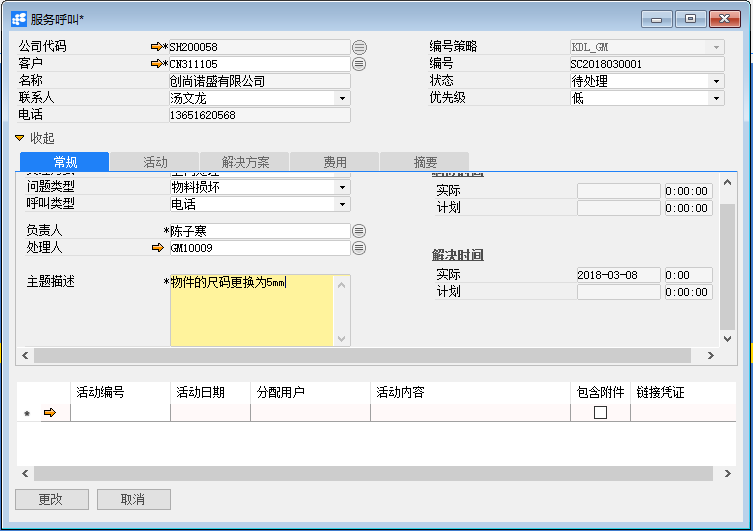 服务呼叫*
公司代码 *SH200058 编号策略 KDL_GM
客户 *CN311105 编号 SC2018030001
名称 创尚诺盛有限公司 状态 待处理
联系人 汤文龙 优先级 低
电话 13651620568
收起
常规 活动 解决方案 费用 摘要
问题类型 物料损坏 实际 0:00:00
呼叫类型 电话 计划 0:00:00
负责人 *陈子寒
处理人 GM10009 解决时间
主题描述 *物件的尺码更换为5mm 实际 2018-03-08 0:00
计划 0:00:00
活动编号 活动日期 分配用户 活动内容 包含附件 链接凭证
*
更改 取消